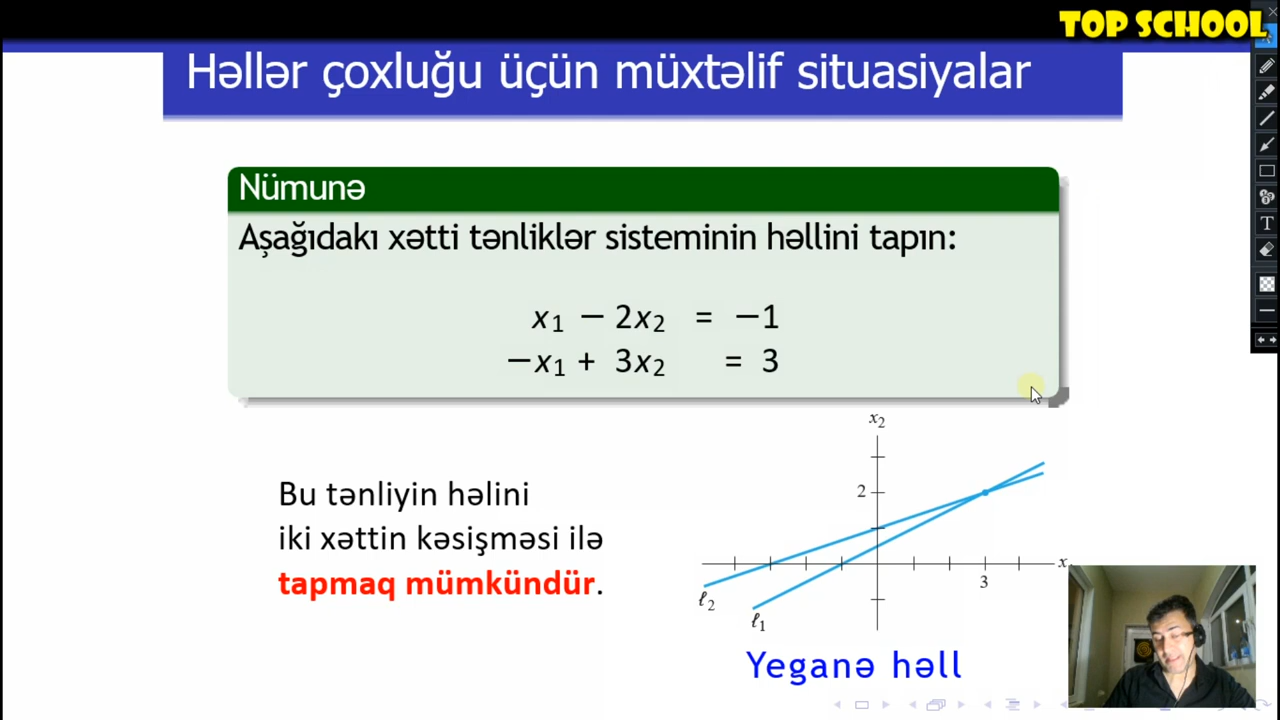 TOP SCHOOL
Həllər çoxluğu üçün müxtəlif situasiyalar
Nümunə
Aşağıdakı xətti tənliklər sisteminin həllini tapın:
x₁ − 2x₂ = −1
−x₁ + 3x₂ = 3
x₂
Bu tənliyin həlini
iki xəttin kəsişməsi ilə
tapmaq mümkündür.
2
x
3
ℓ₂
ℓ₁
Yeganə həll
T